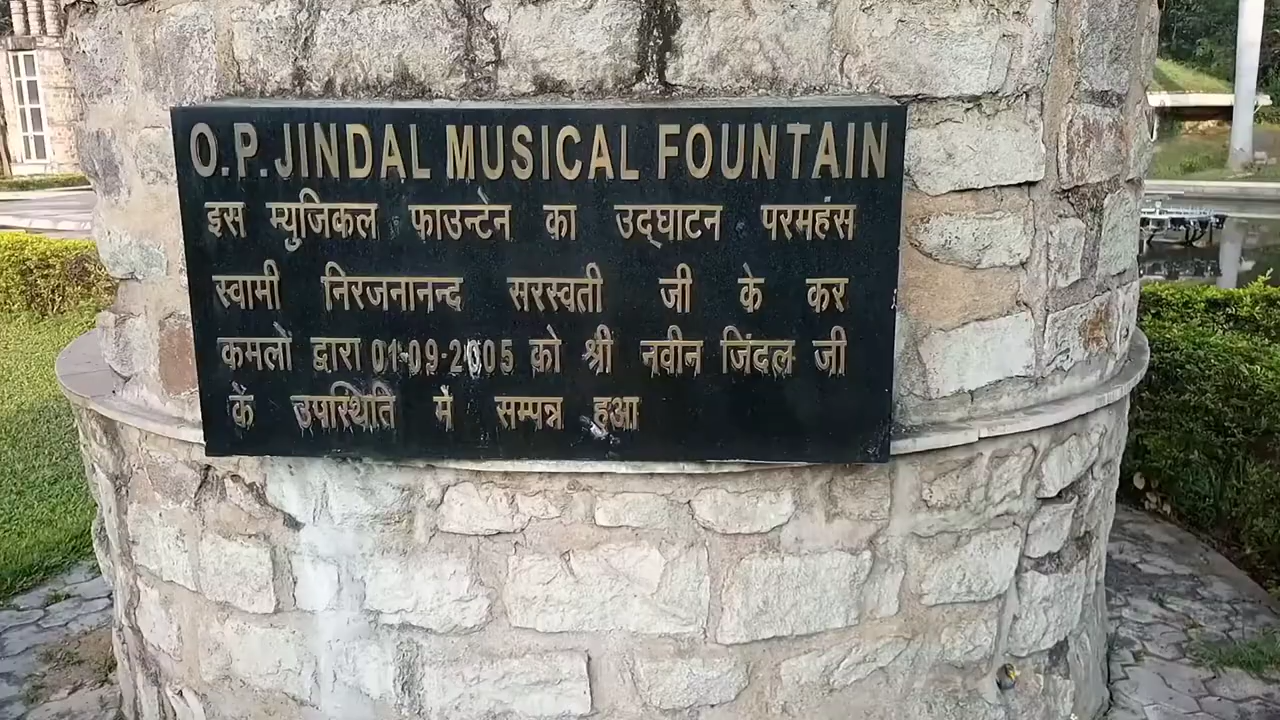 O.P.JINDAL MUSICAL FOUNTAIN
इस म्युजिकल फाउन्टेन का उद्घाटन परमहंस
स्वामी निरजनानन्द सरस्वती जी के कर
कमलों द्वारा 01-09-2005 को श्री नवीन जिंदल जी
के उपस्थिति में सम्पन्न हुआ